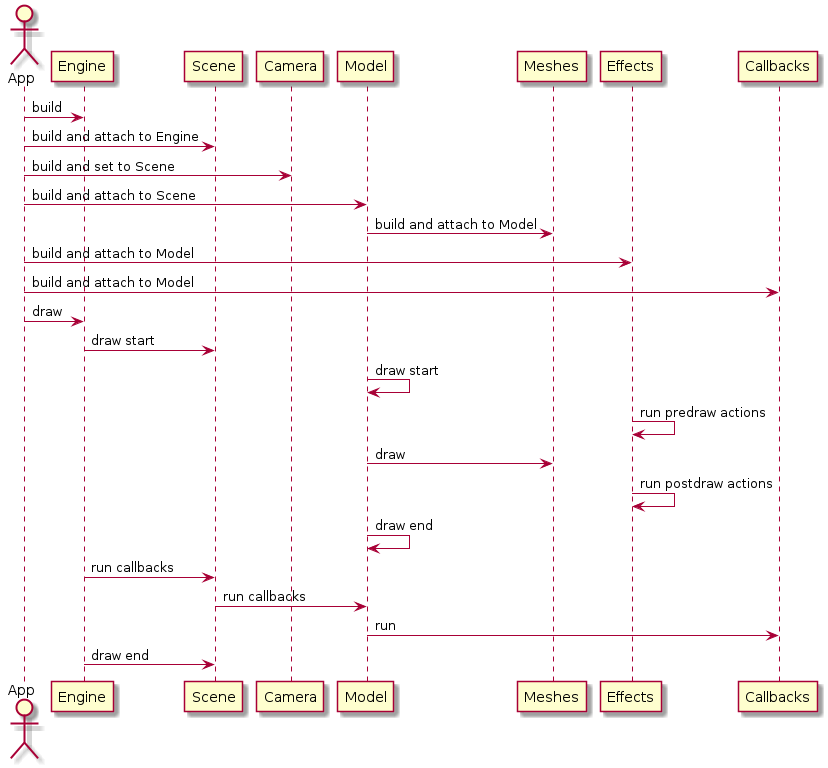 App
Engine
Scene
Camera
Model
Meshes
Effects
Callbacks
build
build and attach to Engine
build and set to Scene
build and attach to Scene
build and attach to Model
build and attach to Model
build and attach to Model
draw
draw start
draw start
run predraw actions
draw
run postdraw actions
draw end
run callbacks
run callbacks
run
draw end
App
Engine
Scene
Camera
Model
Meshes
Effects
Callbacks